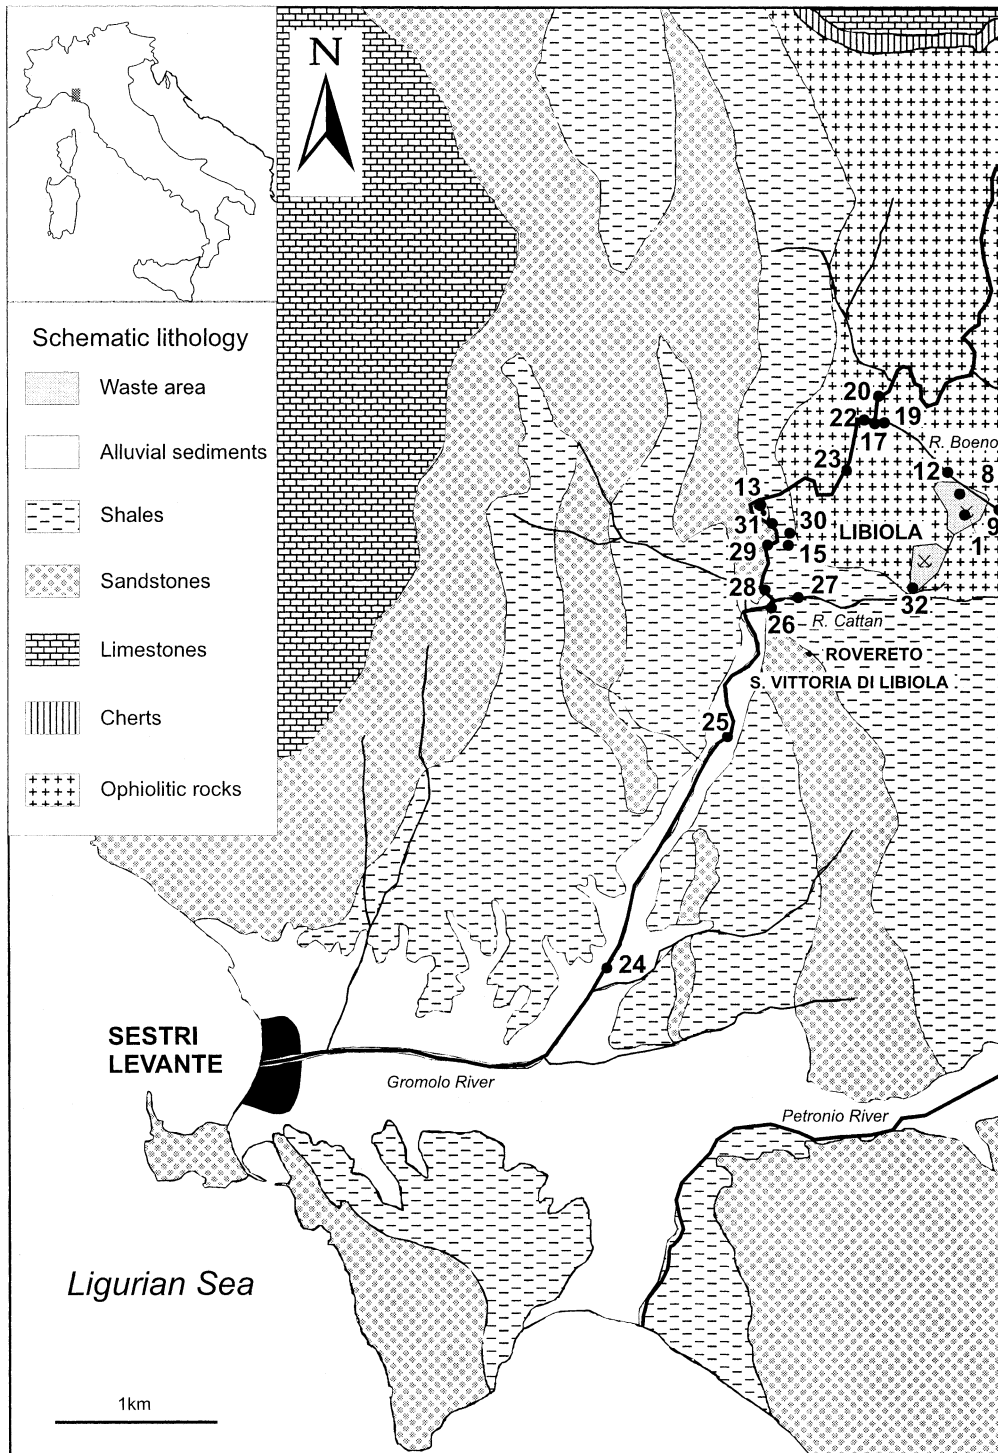 N
Schematic lithology
Waste area
Alluvial sediments
Shales
Sandstones
Limestones
Cherts
Ophiolitic rocks
20
22
19
17
R. Boeno
23
12
8
13
9
31
30
LIBIOLA
1
29
15
28
27
32
26
R. Cattan
ROVERETO
S. VITTORIA DI LIBIOLA
25
24
SESTRI
LEVANTE
Gromolo River
Petronio River
Ligurian Sea
1km